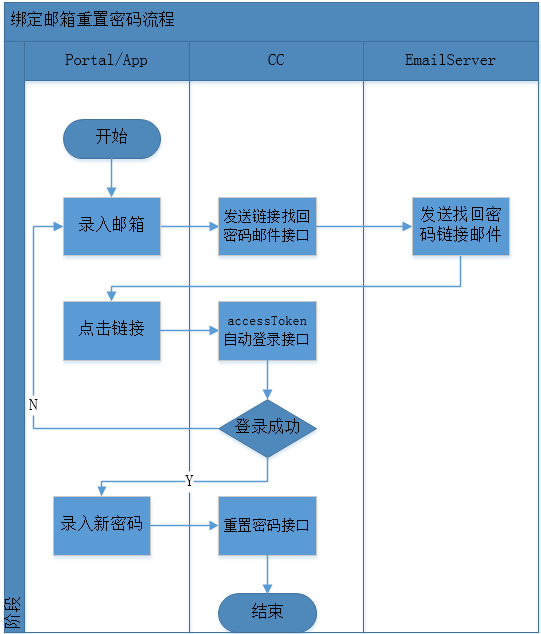 绑定邮箱重置密码流程
Portal/App
CC
EmailServer
开始
录入邮箱
发送链接找回
密码邮件接口
发送找回密
码链接邮件
点击链接
accessToken
自动登录接口
N
登录成功
Y
录入新密码
重置密码接口
结束
阶段